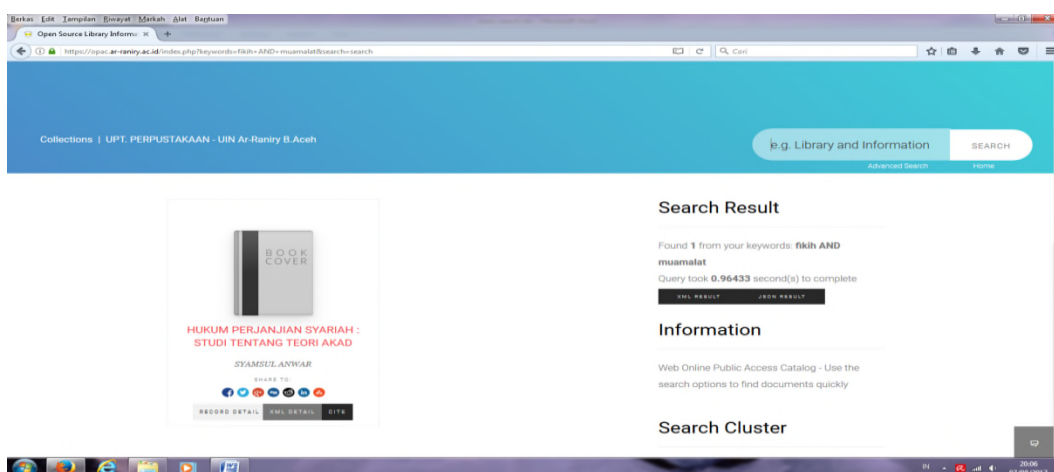 Berkas Edit Tampilan Riwayat Markah Alat Bantuan
Open Source Library Informa
https://opac.ar-raniry.ac.id/index.php?keywords=fikih+AND+muamalat&search=search
Cari
Collections | UPT. PERPUSTAKAAN - UIN Ar-Raniry B.Aceh
e.g. Library and Information
SEARCH
Advanced Search
Home
BOOK
COVER
HUKUM PERJANJIAN SYARIAH :
STUDI TENTANG TEORI AKAD
SYAMSUL ANWAR
SHARE TO:
RECORD DETAIL XML DETAIL CITE
Search Result
Found 1 from your keywords: fikih AND
muamalat
Query took 0.96433 second(s) to complete
XML RESULT JSON RESULT
Information
Web Online Public Access Catalog - Use the
search options to find documents quickly
Search Cluster
IN
20:06